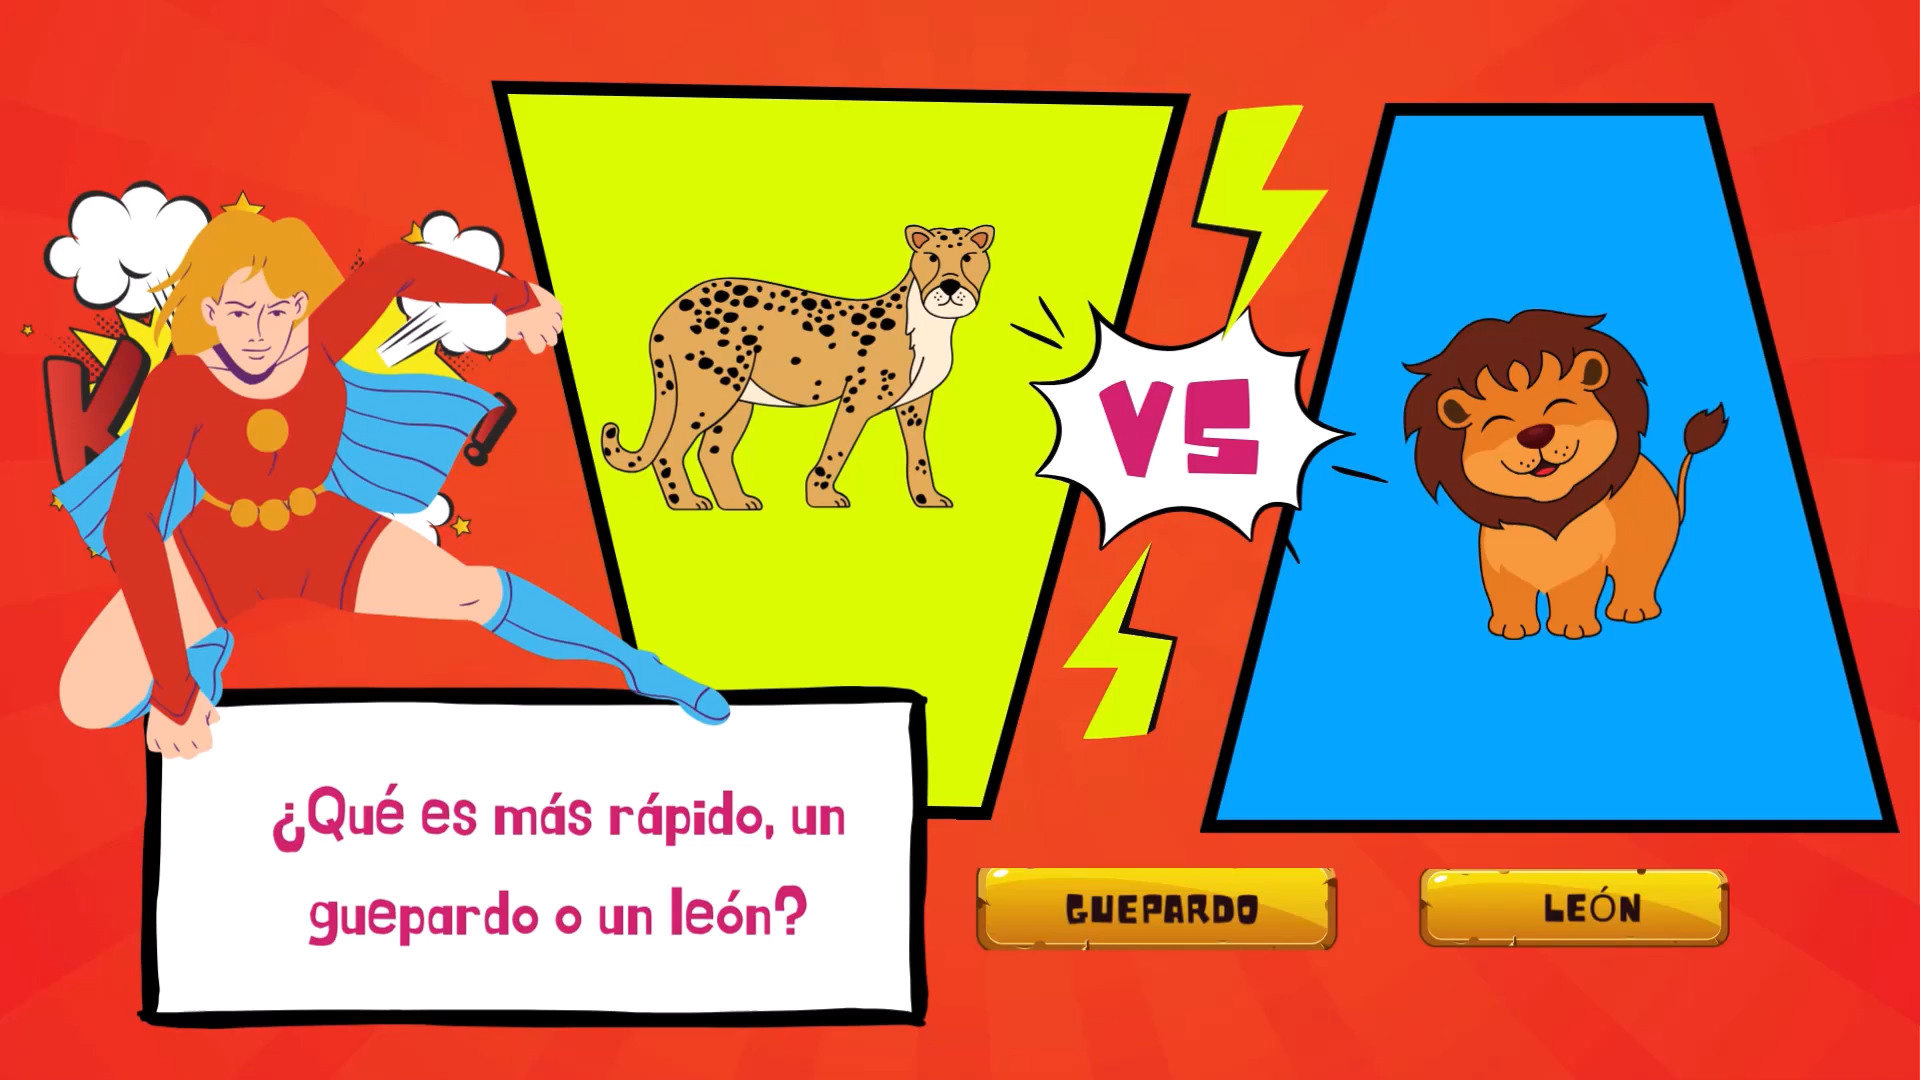 VS
¿Qué es más rápido, un
guepardo o un león?
GUEPARDO
LEÓN